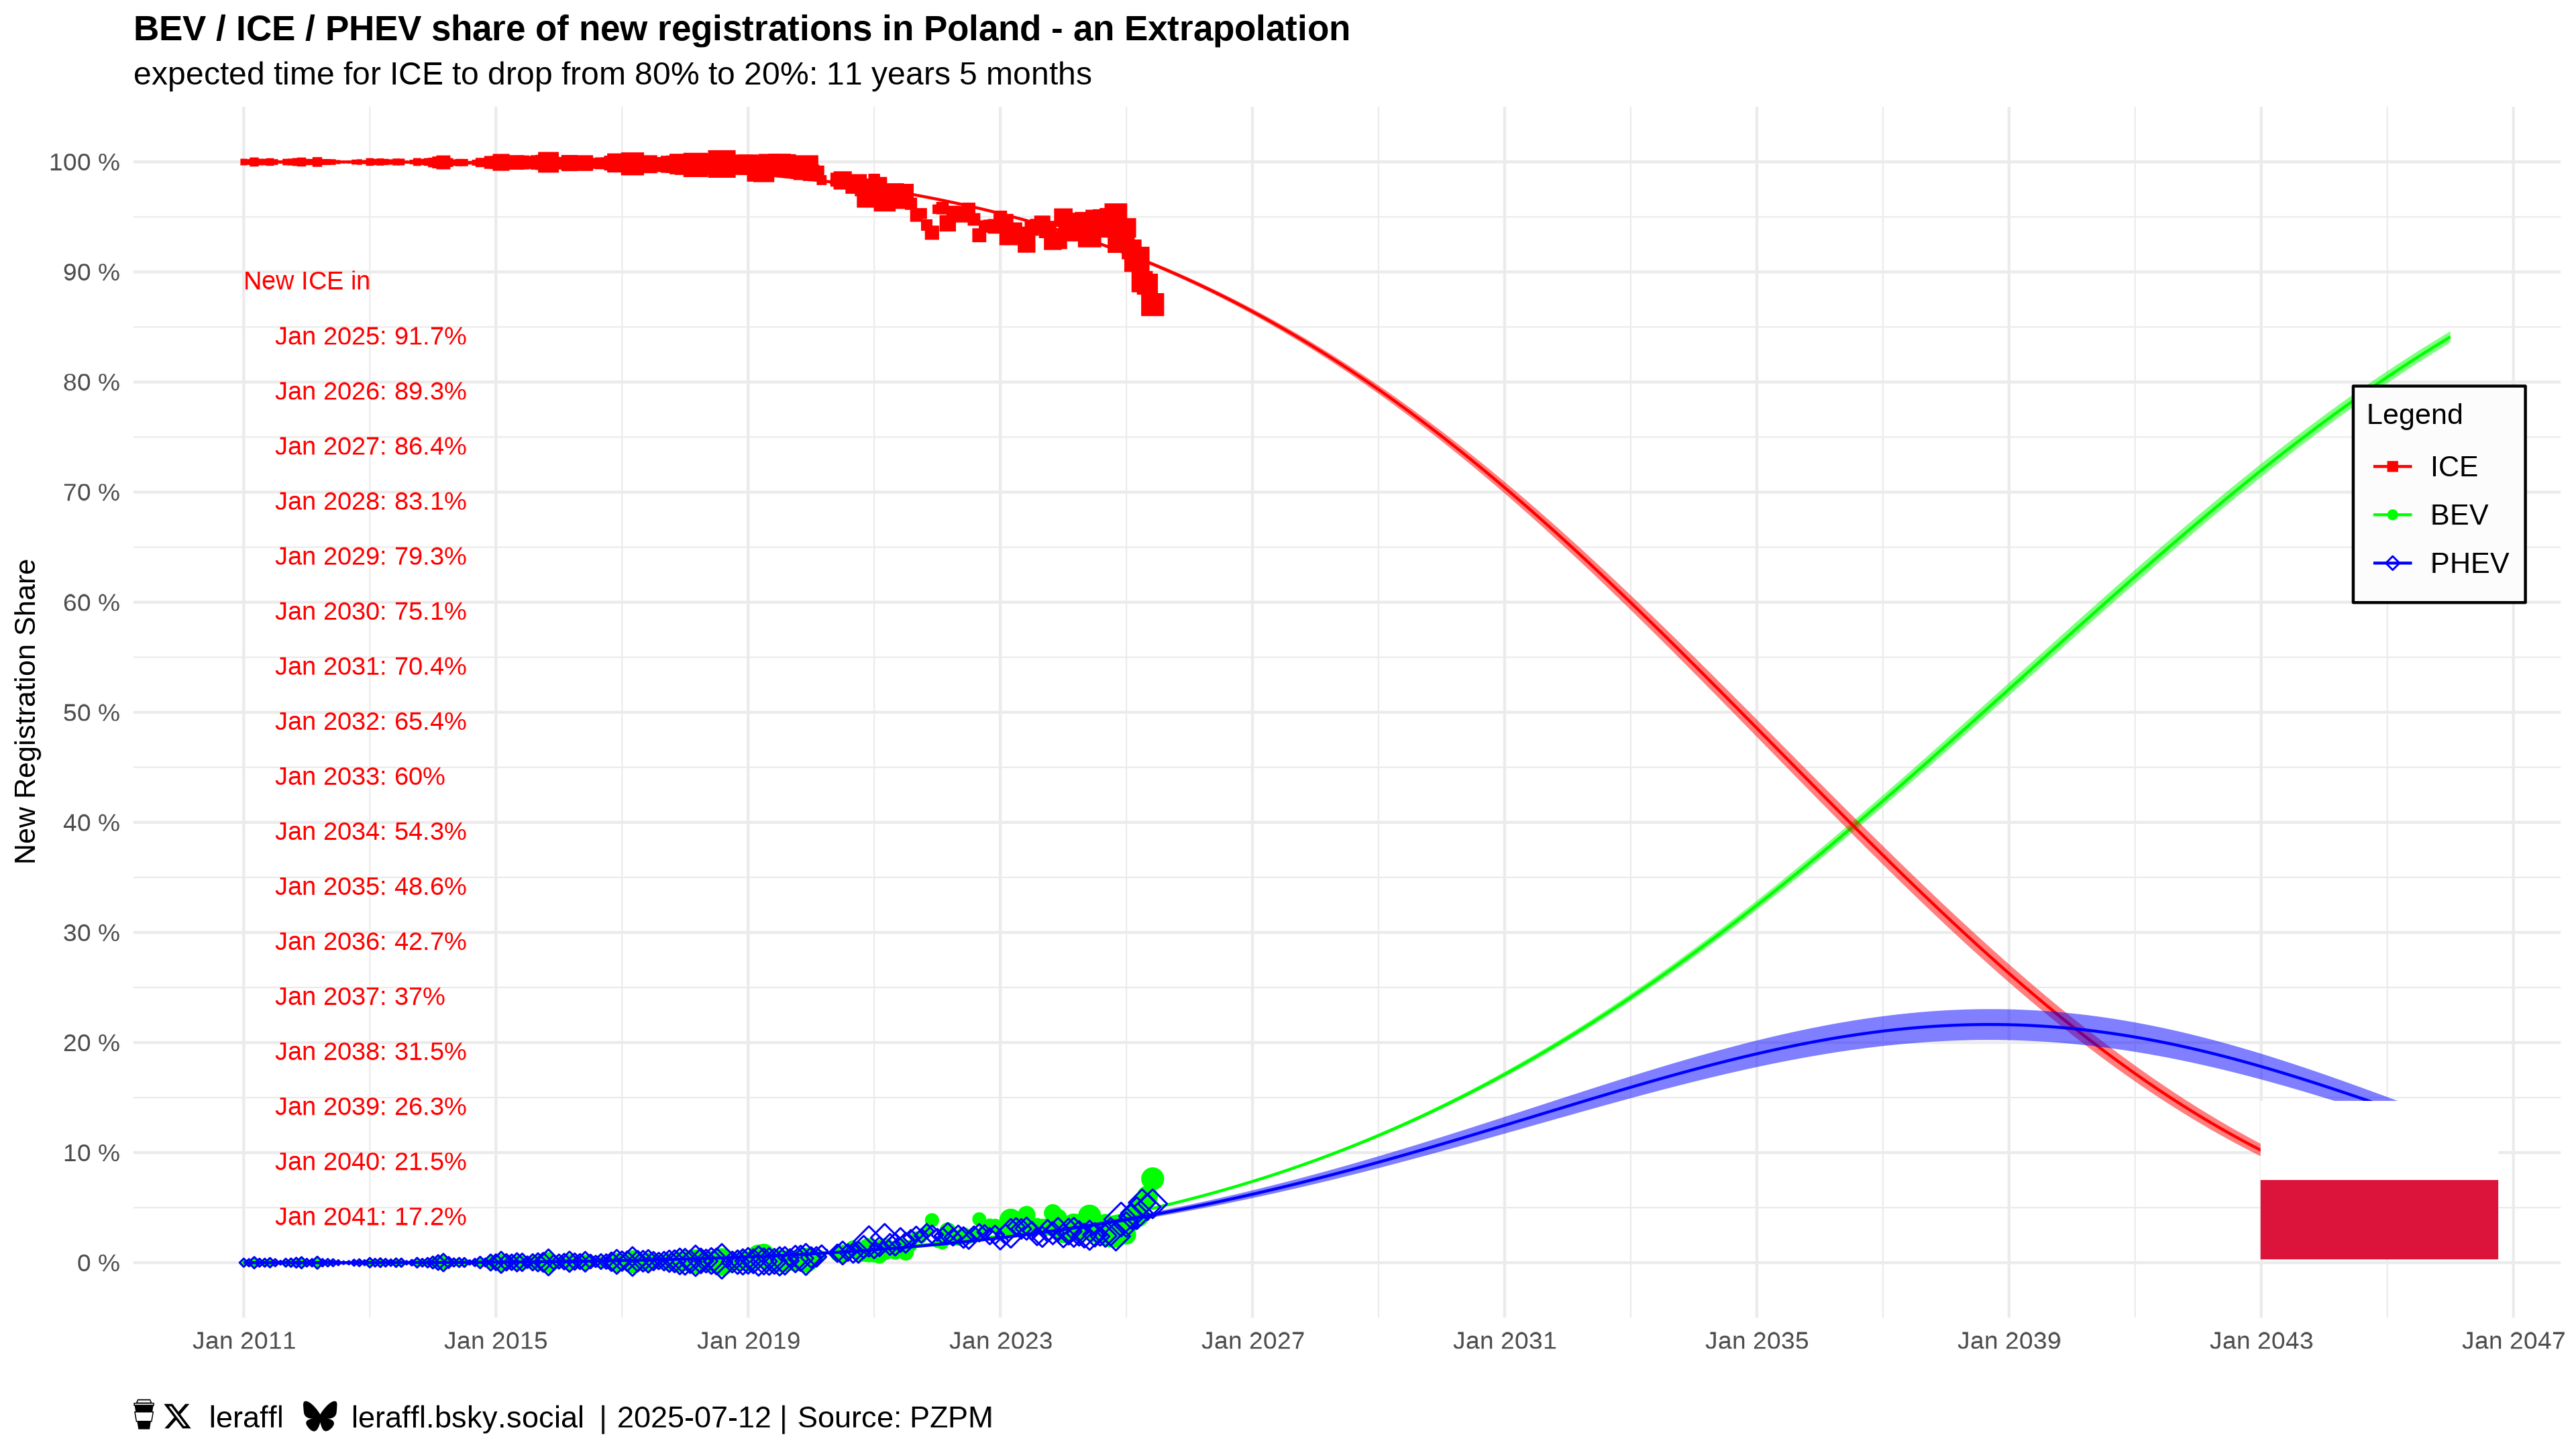 BEV / ICE / PHEV share of new registrations in Poland - an Extrapolation
expected time for ICE to drop from 80% to 20%: 11 years 5 months
New Registration Share
100 %
90 %
80 %
70 %
60 %
50 %
40 %
30 %
20 %
10 %
0 %
New ICE in
Jan 2025: 91.7%
Jan 2026: 89.3%
Jan 2027: 86.4%
Jan 2028: 83.1%
Jan 2029: 79.3%
Jan 2030: 75.1%
Jan 2031: 70.4%
Jan 2032: 65.4%
Jan 2033: 60%
Jan 2034: 54.3%
Jan 2035: 48.6%
Jan 2036: 42.7%
Jan 2037: 37%
Jan 2038: 31.5%
Jan 2039: 26.3%
Jan 2040: 21.5%
Jan 2041: 17.2%
Legend
ICE
BEV
PHEV
Jan 2011 Jan 2015 Jan 2019 Jan 2023 Jan 2027 Jan 2031 Jan 2035 Jan 2039 Jan 2043 Jan 2047
leraffl leraffl.bsky.social | 2025-07-12 | Source: PZPM